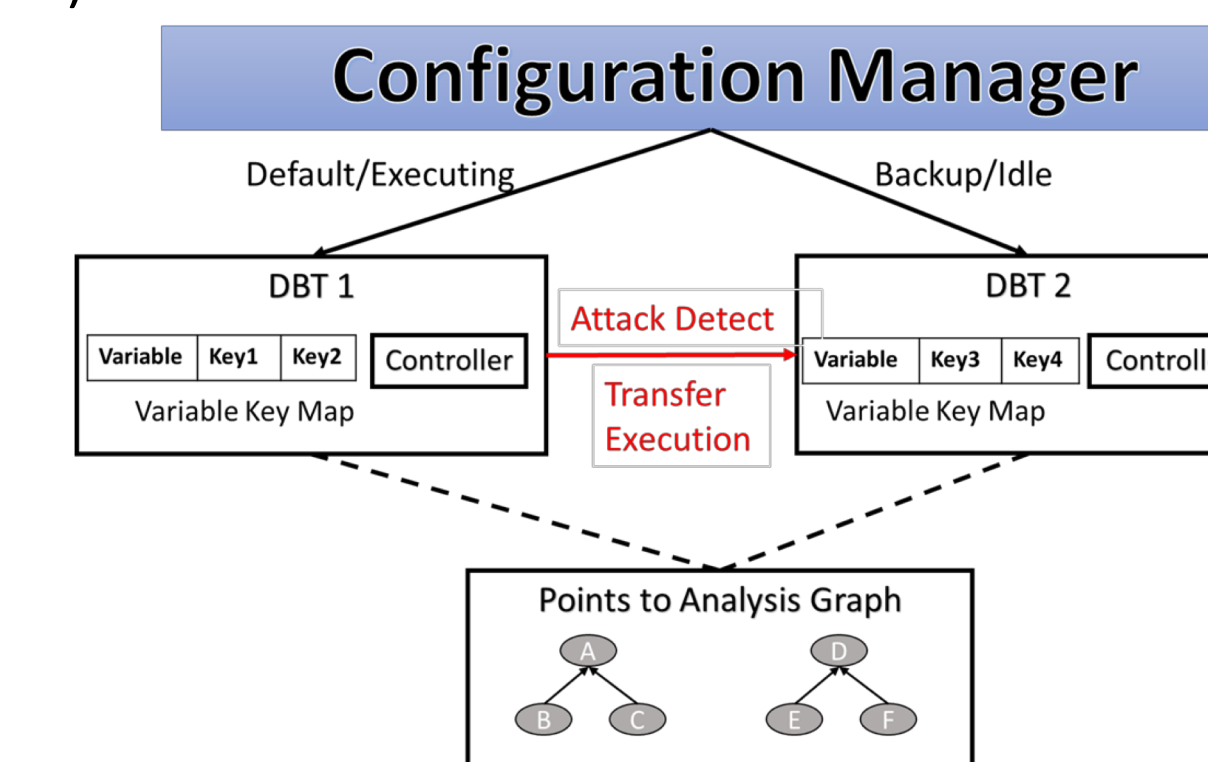 Configuration Manager
Default/Executing
Backup/Idle
DBT 1
DBT 2
Attack Detect
Variable Key1 Key2
Controller
Variable Key3 Key4
Controll
Variable Key Map
Transfer
Execution
Variable Key Map
Points to Analysis Graph
A
D
B
C
E
F